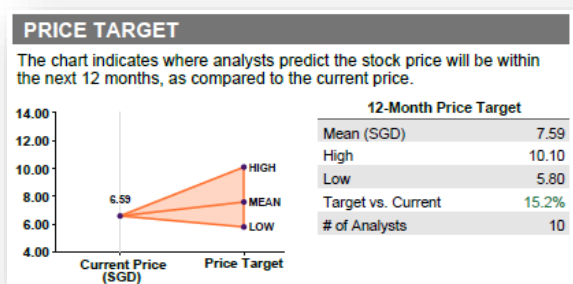 PRICE TARGET
The chart indicates where analysts predict the stock price will be within
the next 12 months, as compared to the current price.
14.00
12.00
10.00
8.00
6.00
4.00
6.59
HIGH
MEAN
LOW
Current Price
(SGD)
Price Target
12-Month Price Target
Mean (SGD) 7.59
High 10.10
Low 5.80
Target vs. Current 15.2%
# of Analysts 10